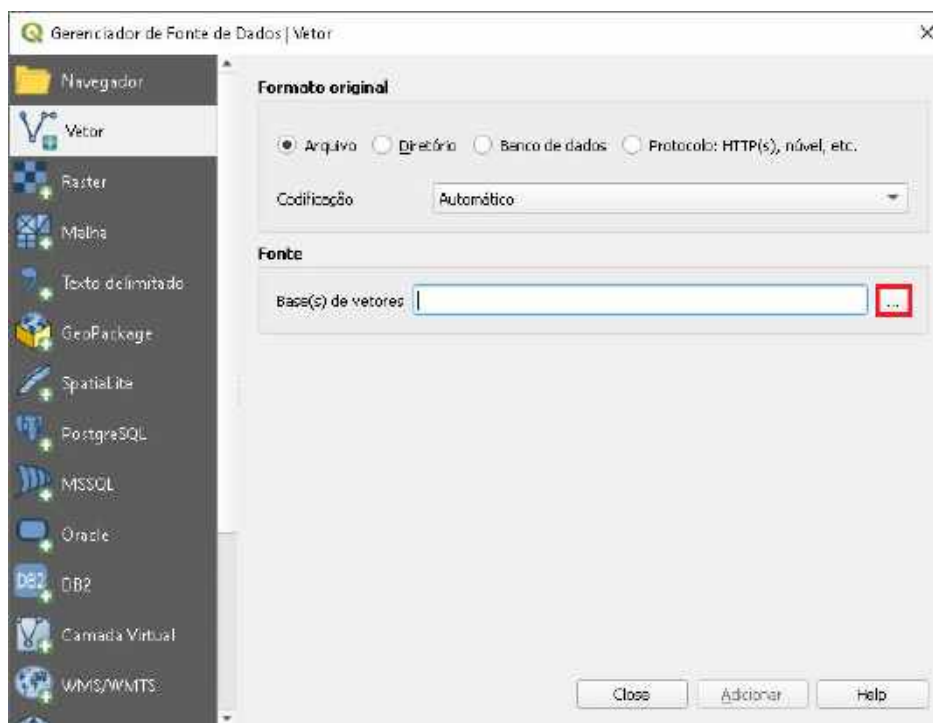 Gerenciador de Fonte de Dados | Vetor
Navegador
Vetor
Raster
Malha
Texto delimitado
GeoPackage
SpatiaLite
PostgreSQL
MSSQL
Oracle
DB2
DB2
Camada Virtual
WMS/WMTS
Formato original
Arquivo Diretório Banco de dados Protocolo: HTTP(s), núvel, etc.
Codificação Automático
Fonte
Base(s) de vetores ...
Close Adicionar Help